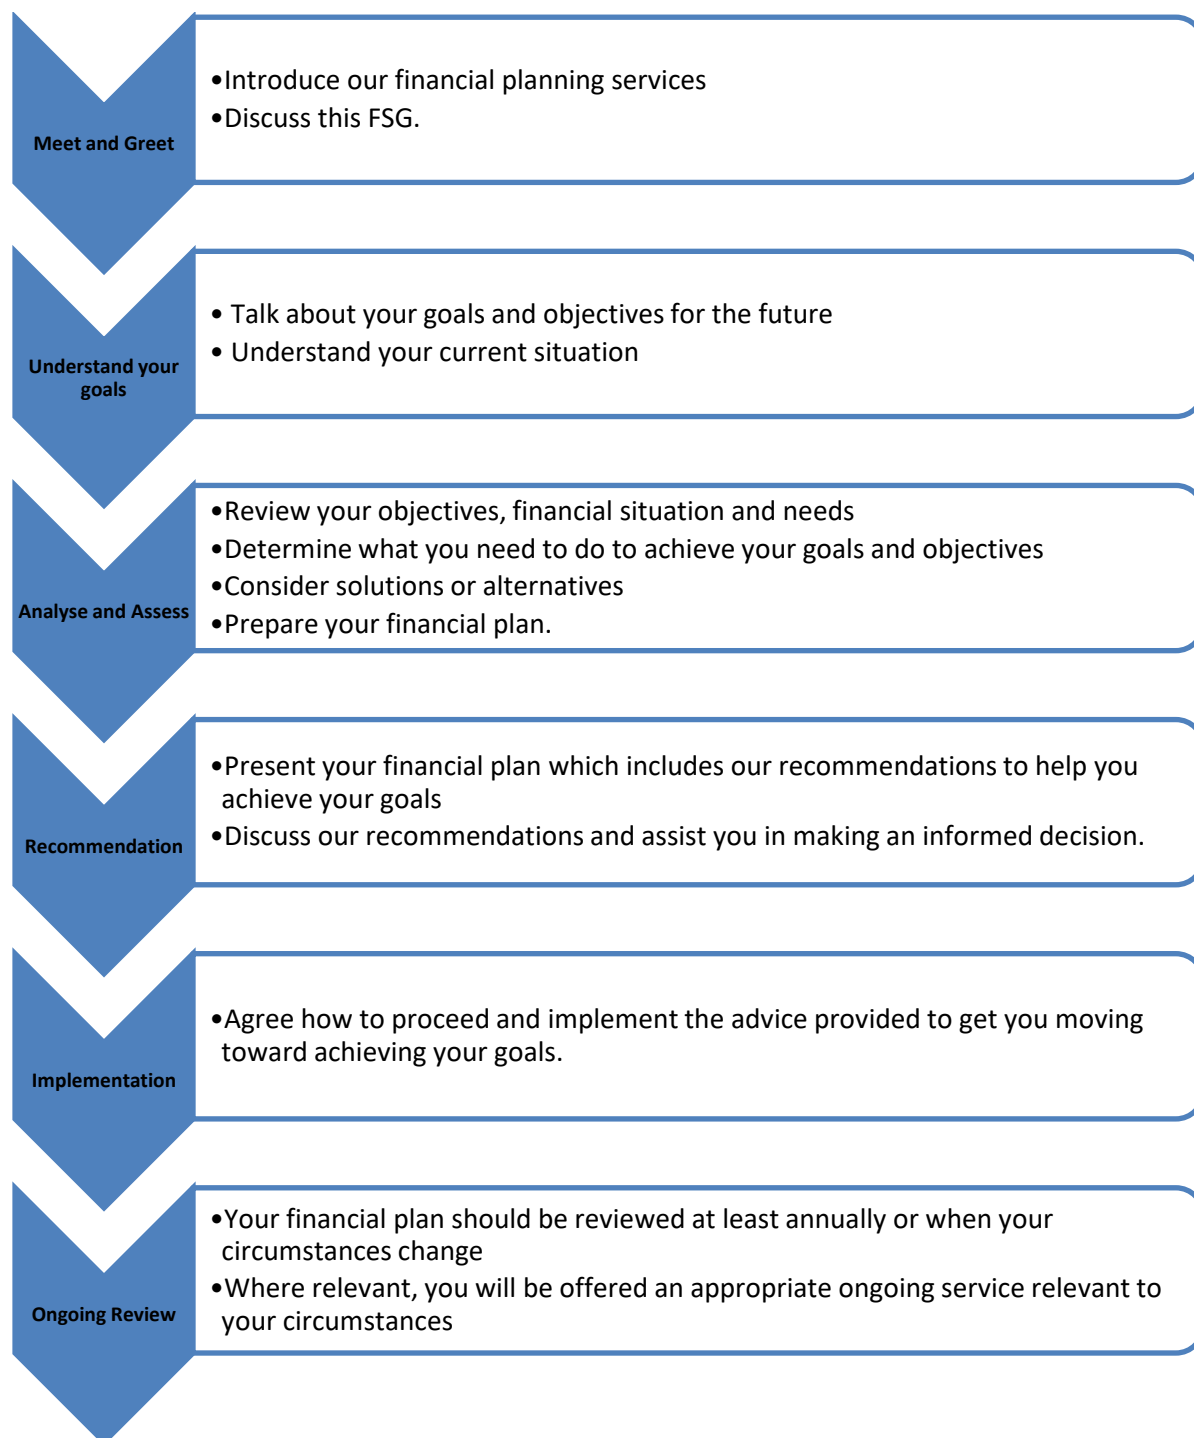 Meet and Greet
•Introduce our financial planning services
•Discuss this FSG.
Understand your
goals
• Talk about your goals and objectives for the future
• Understand your current situation
Analyse and Assess
•Review your objectives, financial situation and needs
•Determine what you need to do to achieve your goals and objectives
•Consider solutions or alternatives
•Prepare your financial plan.
Recommendation
•Present your financial plan which includes our recommendations to help you
achieve your goals
•Discuss our recommendations and assist you in making an informed decision.
Implementation
•Agree how to proceed and implement the advice provided to get you moving
toward achieving your goals.
Ongoing Review
•Your financial plan should be reviewed at least annually or when your
circumstances change
•Where relevant, you will be offered an appropriate ongoing service relevant to
your circumstances